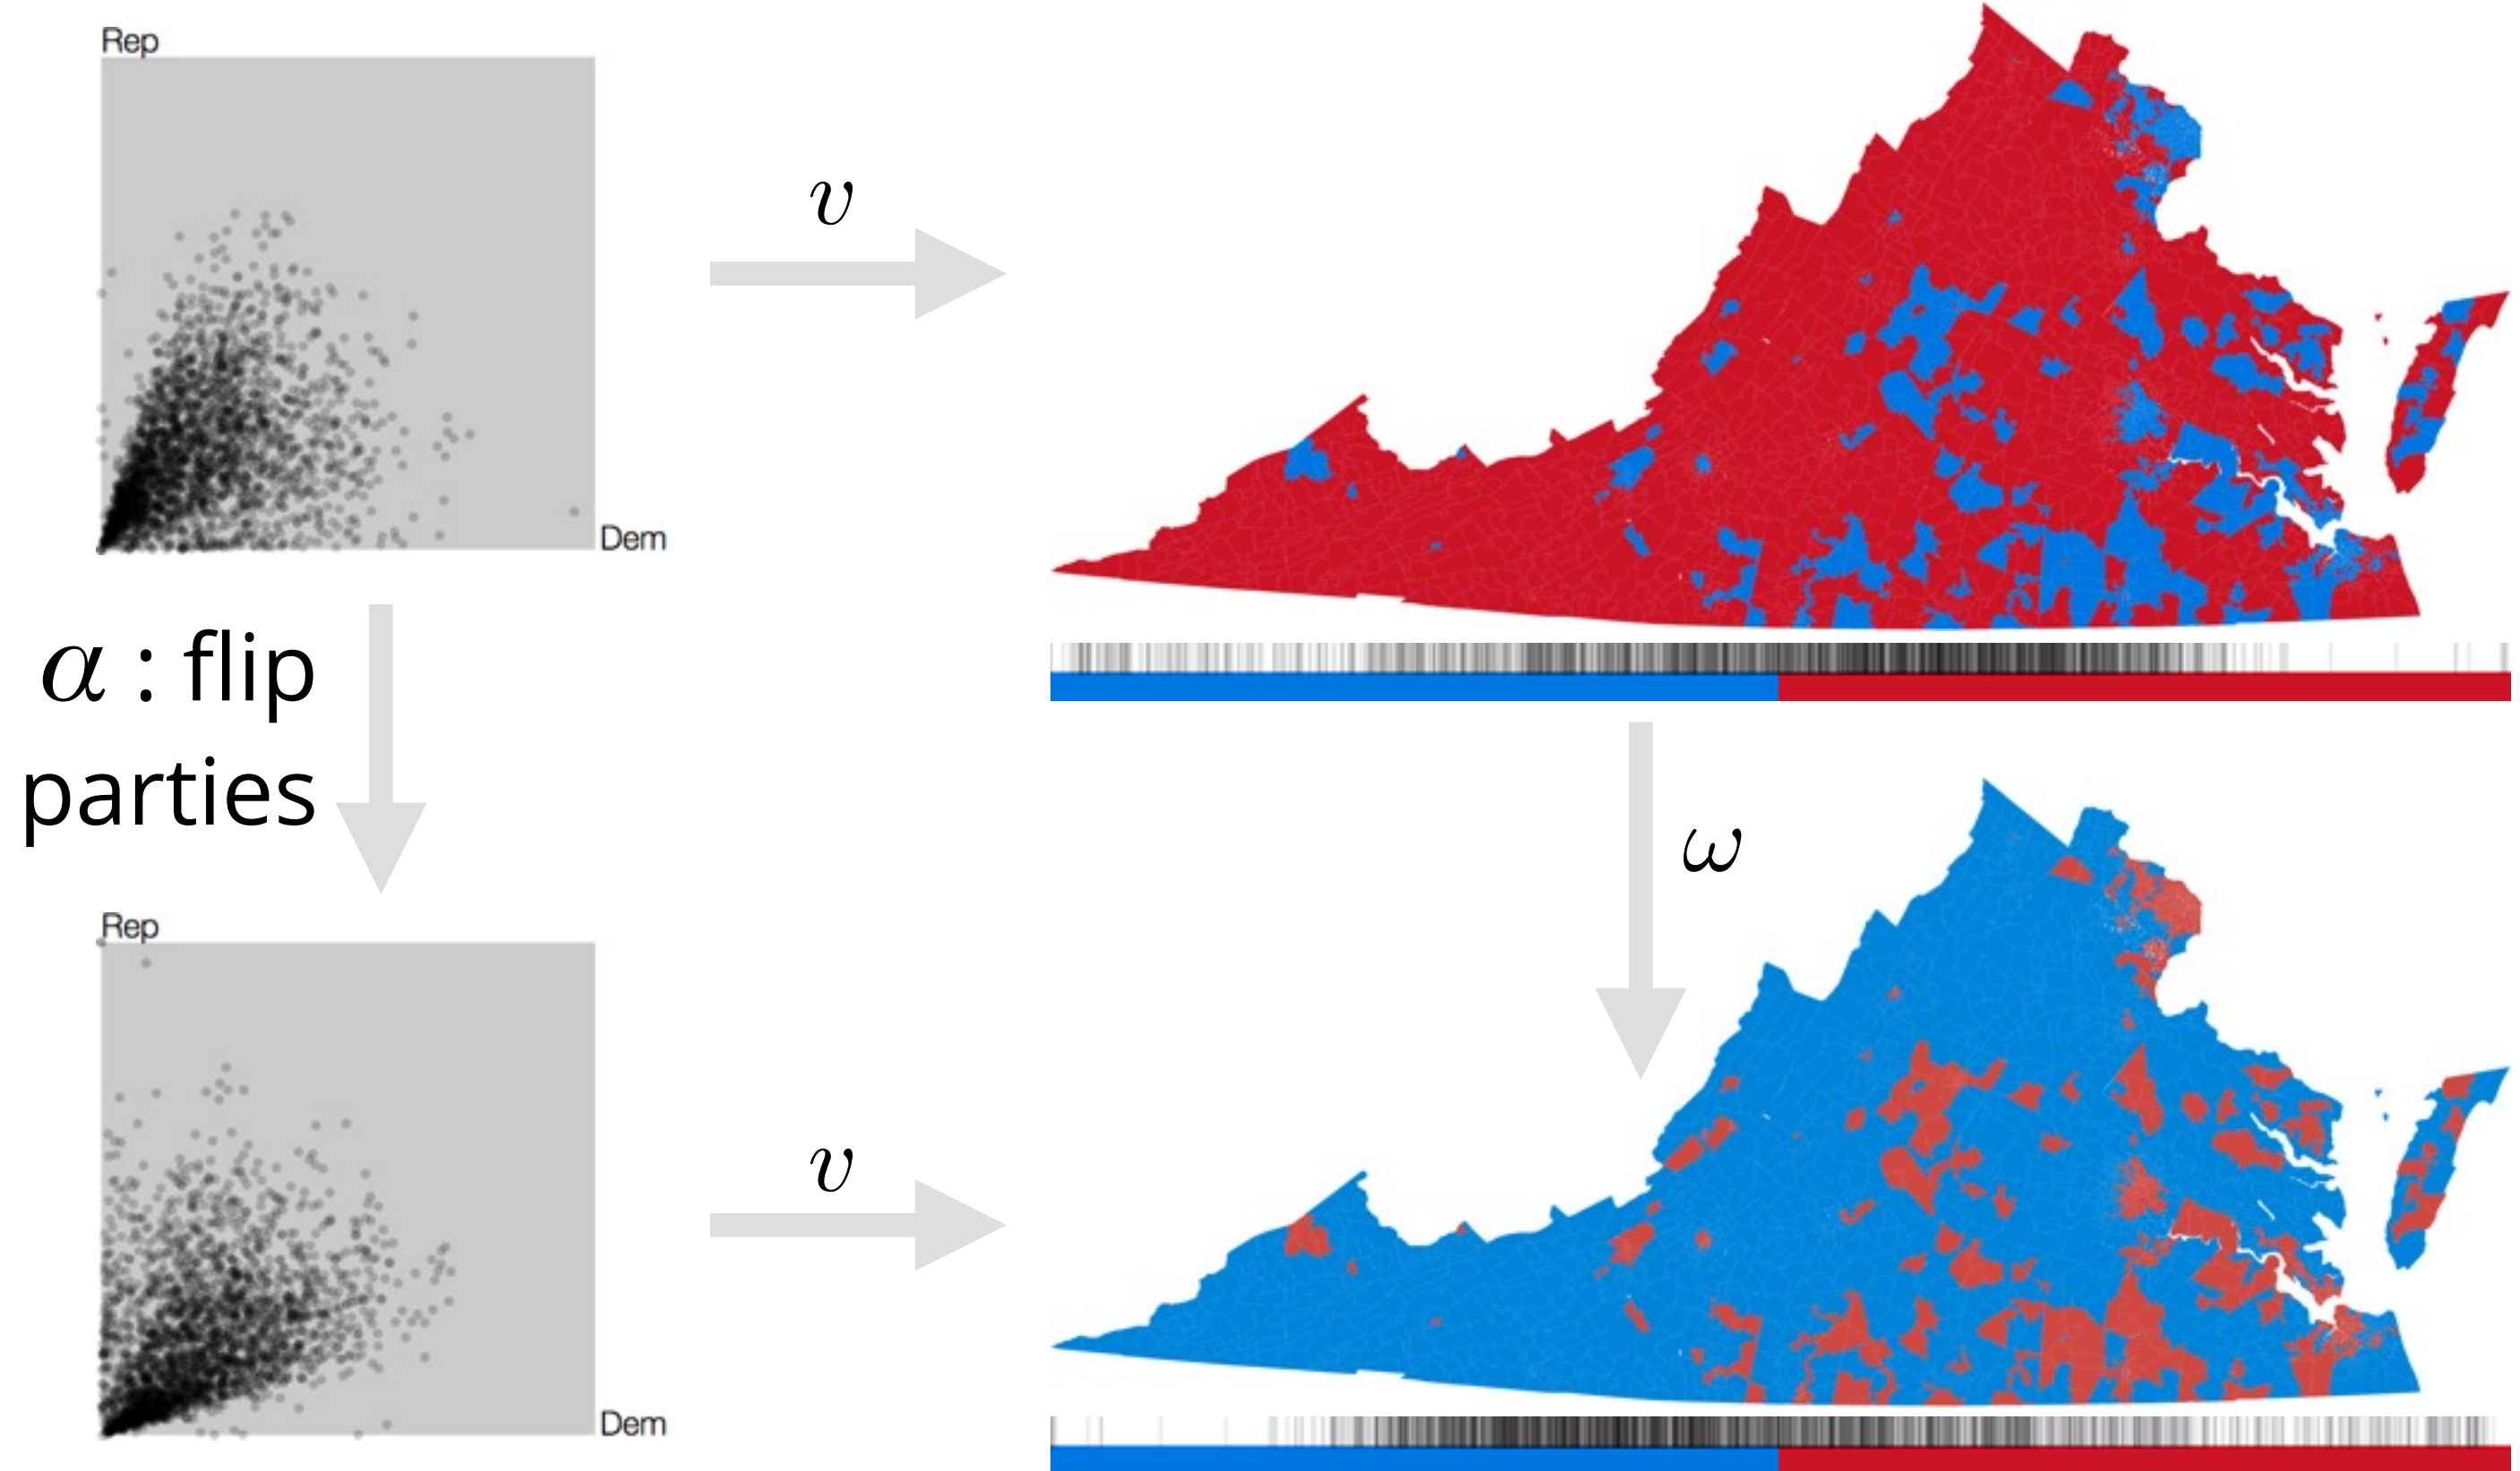 Rep
v
Dem
α : flip
parties
ω
Rep
v
Dem